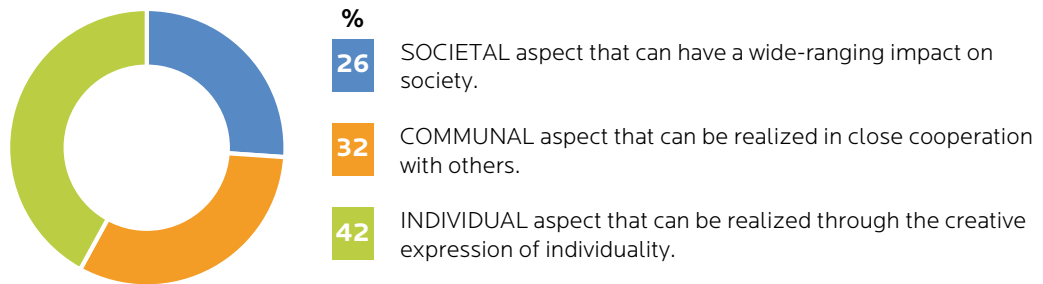 %
26
SOCIETAL aspect that can have a wide-ranging impact on
society.
32
COMMUNAL aspect that can be realized in close cooperation
with others.
42
INDIVIDUAL aspect that can be realized through the creative
expression of individuality.